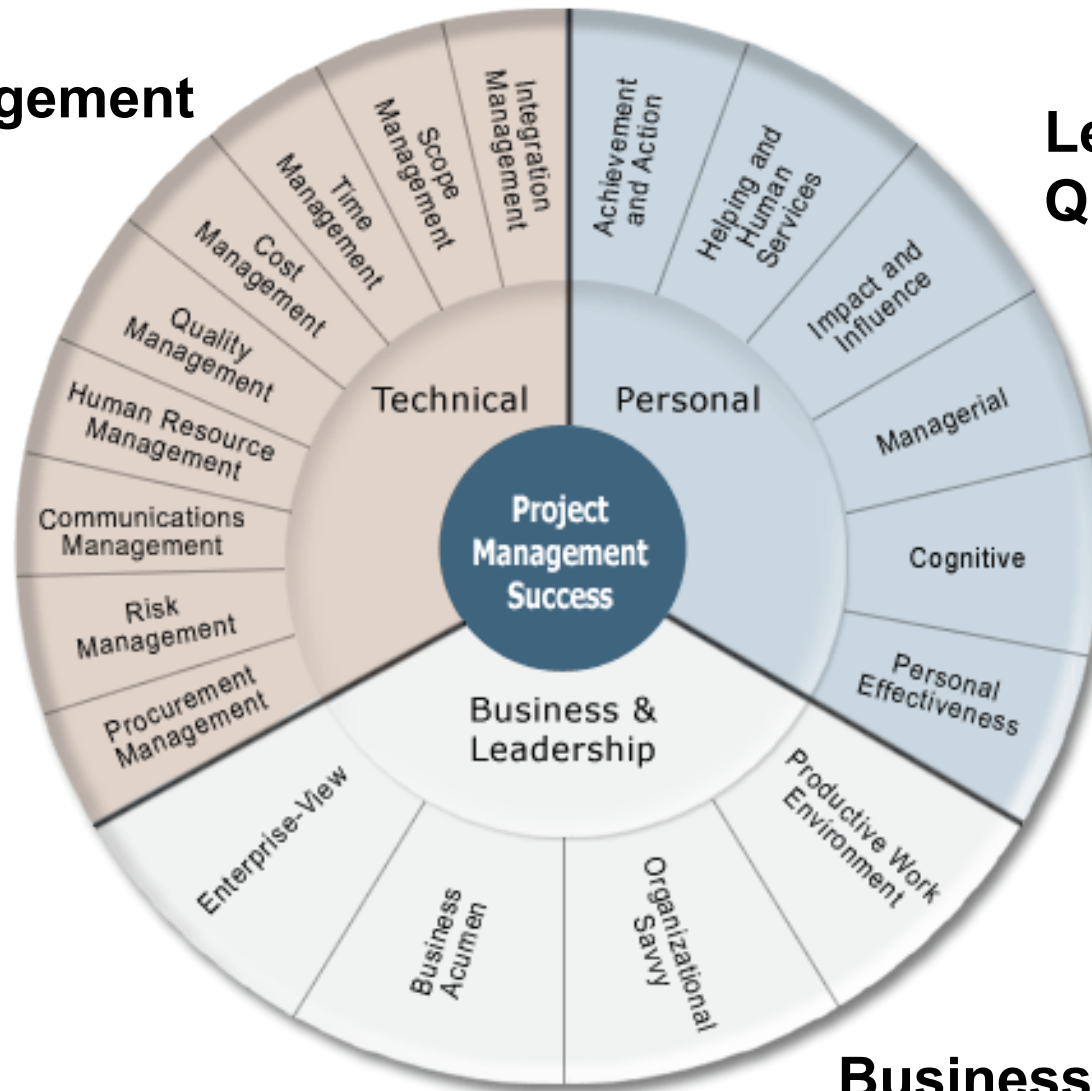 gement
Le
Q
Integration
Management
Scope
Management
Time
Management
Cost
Management
Quality
Management
Human Resource
Management
Communications
Management
Risk
Management
Procurement
Management
Technical
Achievement
and Action
Helping and
Human
Services
Impact and
Influence
Managerial
Cognitive
Personal
Effectiveness
Personal
Project
Management
Success
Business &
Leadership
Enterprise-View
Business
Acumen
Organizational
Savvy
Productive Work
Environment
Business